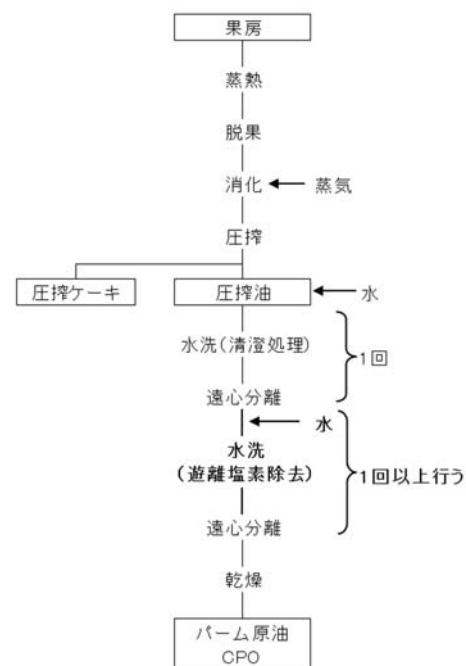 果房
蒸熱
脱果
消化
蒸気
圧搾
圧搾ケーキ
圧搾油
水
水洗(清澄処理)
1回
遠心分離
水
水洗
(遊離塩素除去)
1回以上行う
遠心分離
乾燥
パーム原油
CPO